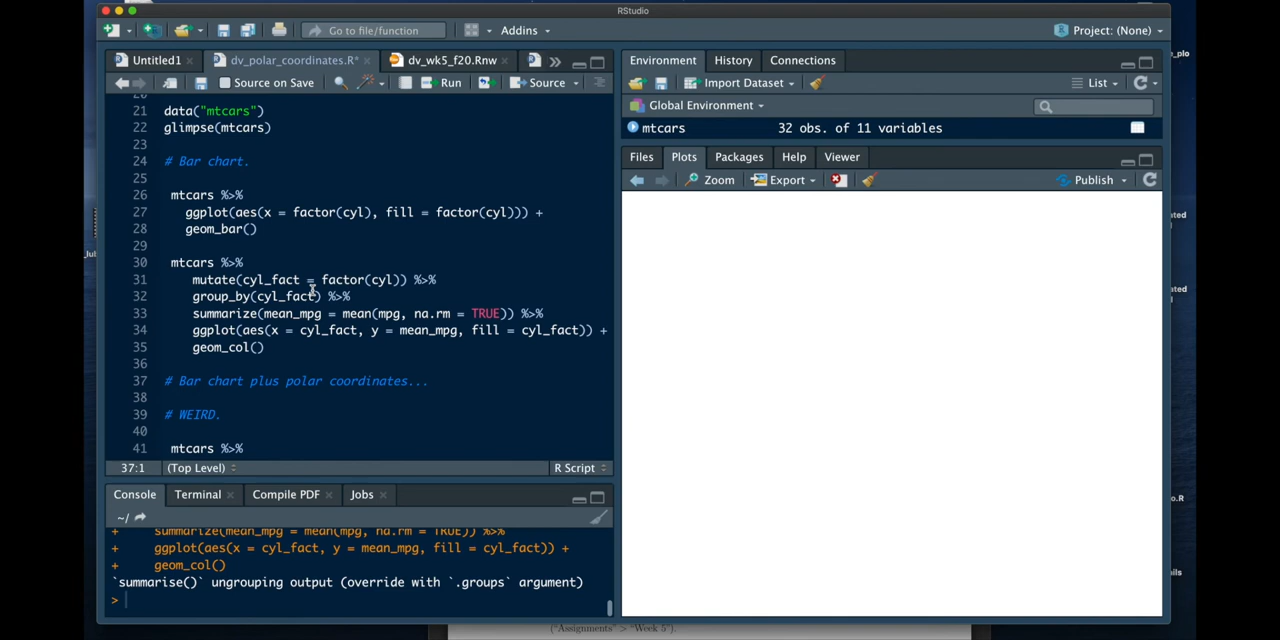 RStudio
Go to file/function
Addins
Project: (None)
Untitled1
dv_polar_coordinates.R*
dv_wk5_f20.Rnw
Source on Save
Run
Source
20
21 data("mtcars")
22 glimpse(mtcars)
23
24 # Bar chart.
25
26 mtcars %>%
27 ggplot(aes(x = factor(cyl), fill = factor(cyl))) +
28 geom_bar()
29
30 mtcars %>%
31 mutate(cyl_fact = factor(cyl)) %>%
32 group_by(cyl_fact) %>%
33 summarize(mean_mpg = mean(mpg, na.rm = TRUE)) %>%
34 ggplot(aes(x = cyl_fact, y = mean_mpg, fill = cyl_fact)) +
35 geom_col()
36
37 # Bar chart plus polar coordinates...
38
39 # WEIRD.
40
41 mtcars %>%
37:1 (Top Level) R Script
Console Terminal Compile PDF Jobs
~/
+ summarize(mean_mpg = mean(mpg, na.rm = TRUE)) %>%
+ ggplot(aes(x = cyl_fact, y = mean_mpg, fill = cyl_fact)) +
+ geom_col()
`summarise()` ungrouping output (override with `.groups` argument)
>
Environment History Connections
Import Dataset
List
Global Environment
mtcars 32 obs. of 11 variables
Files Plots Packages Help Viewer
Zoom Export Publish
("Assignments" > "Week 5").